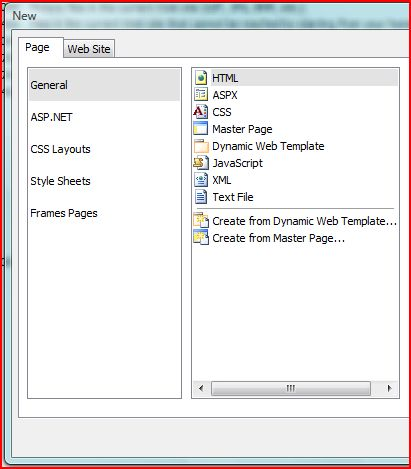 New
Page
Web Site
General
ASP.NET
CSS Layouts
Style Sheets
Frames Pages
HTML
ASPX
CSS
Master Page
Dynamic Web Template
JavaScript
XML
Text File
Create from Dynamic Web Template...
Create from Master Page...